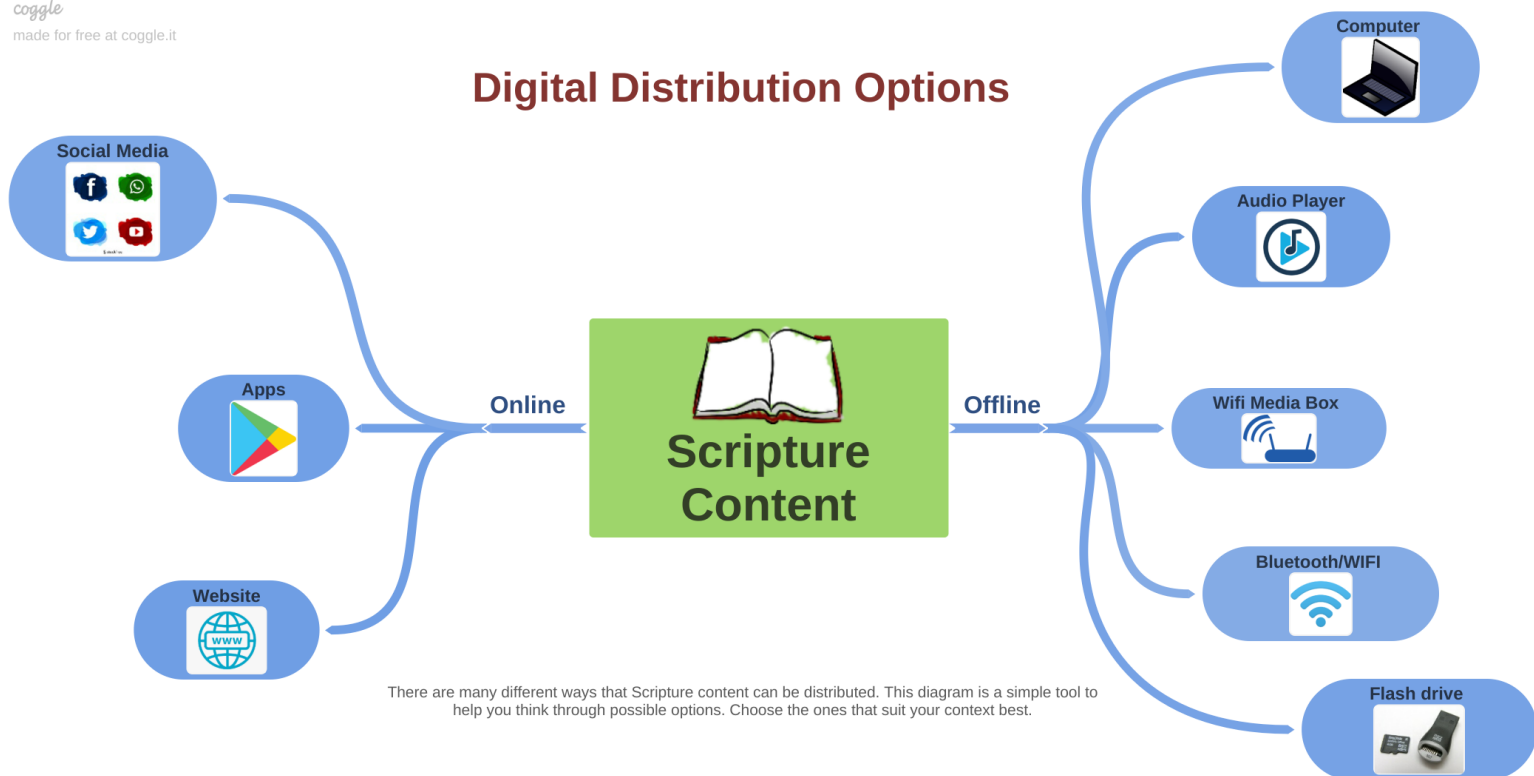 coggle
made for free at coggle.it
Digital Distribution Options
Social Media
Apps
Website
www
Online
Scripture
Content
Offline
Computer
Audio Player
Wifi Media Box
Bluetooth/WIFI
Flash drive
There are many different ways that Scripture content can be distributed. This diagram is a simple tool to
help you think through possible options. Choose the ones that suit your context best.